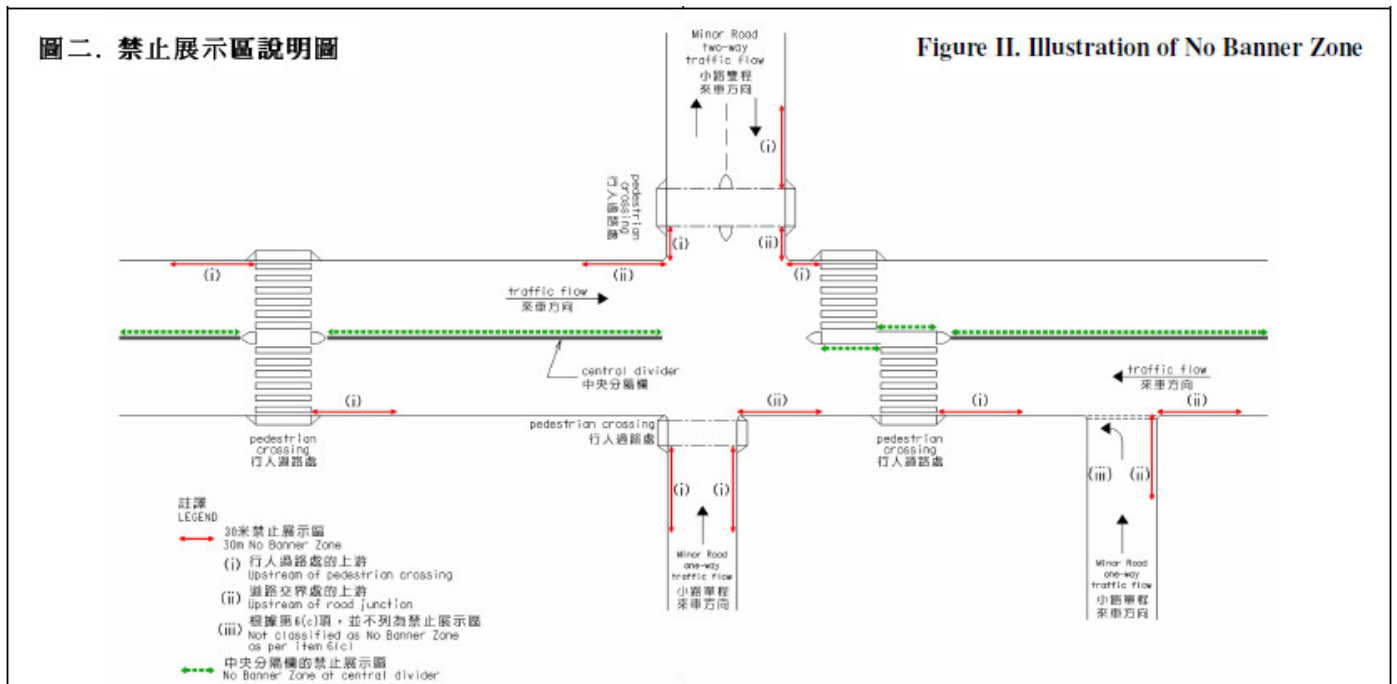 圖二. 禁止展示區說明圖
Figure II. Illustration of No Banner Zone
Minor Road
two-way
traffic flow
小路雙程
來車方向
(i)
pedestrian
crossing
行人過路處
(i)
(ii)
(i)
(ii)
(i)
traffic flow
來車方向
central divider
中央分隔欄
traffic flow
來車方向
(i)
(ii)
(i)
(ii)
pedestrian
crossing
行人過路處
pedestrian crossing
行人過路處
pedestrian
crossing
行人過路處
(i)
(i)
(iii)
(ii)
Minor Road
one-way
traffic flow
小路單程
來車方向
Minor Road
one-way
traffic flow
小路單程
來車方向
註譯
LEGEND
30米禁止展示區
30m No Banner Zone
(i) 行人過路處的上游
Upstream of pedestrian crossing
(ii) 道路交界處的上游
Upstream of road junction
(iii) 根據第6(c)項，並不列為禁止展示區
Not classified as No Banner Zone
as per item 6(c)
中央分隔欄的禁止展示區
No Banner Zone at central divider